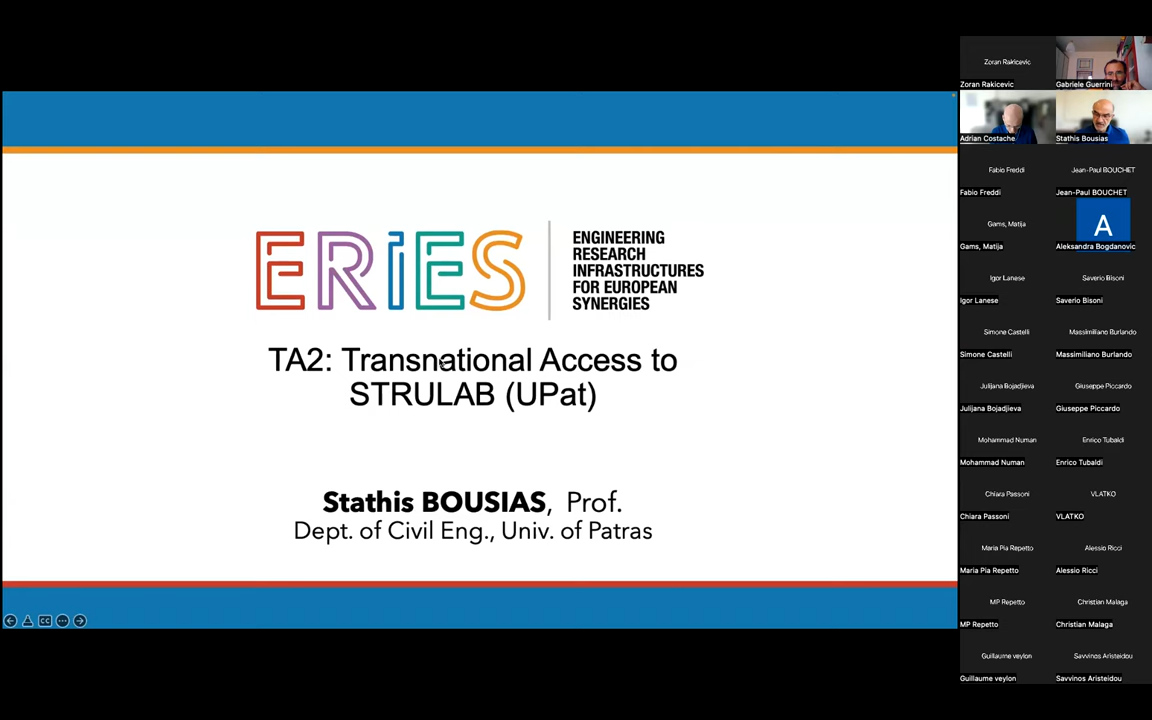 ERIES
ENGINEERING
RESEARCH
INFRASTRUCTURES
FOR EUROPEAN
SYNERGIES
TA2: Transnational Access to
STRULAB (UPat)
Stathis BOUSIAS, Prof.
Dept. of Civil Eng., Univ. of Patras
CC
Zoran Rakicevic
Zoran Rakicevic
Gabriele Guerrini
Adrian Costache
Stathis Bousias
Fabio Freddi
Fabio Freddi
Jean-Paul BOUCHET
Jean-Paul BOUCHET
Gams, Matija
Gams, Matija
A
Aleksandra Bogdanovic
Igor Lanese
Igor Lanese
Saverio Bisoni
Saverio Bisoni
Simone Castelli
Simone Castelli
Massimiliano Burlando
Massimiliano Burlando
Julijana Bojadjieva
Julijana Bojadjieva
Giuseppe Piccardo
Giuseppe Piccardo
Mohammad Numan
Mohammad Numan
Enrico Tubaldi
Enrico Tubaldi
Chiara Passoni
Chiara Passoni
VLATKO
VLATKO
Maria Pia Repetto
Maria Pia Repetto
Alessio Ricci
Alessio Ricci
MP Repetto
MP Repetto
Christian Malaga
Christian Malaga
Guillaume veylon
Guillaume veylon
Savvinos Aristeidou
Savvinos Aristeidou